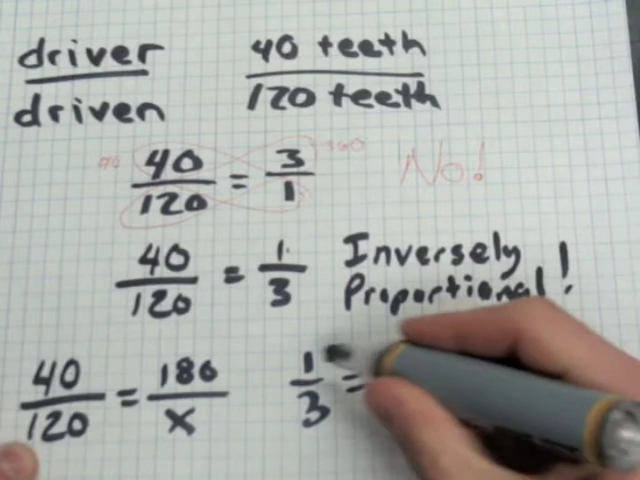 driver 40 teeth
driven 120 teeth
40/120 = 3/1 No!
40/120 = 1/3 Inversely
Proportional!
40/120 = 180/x 1/3 =